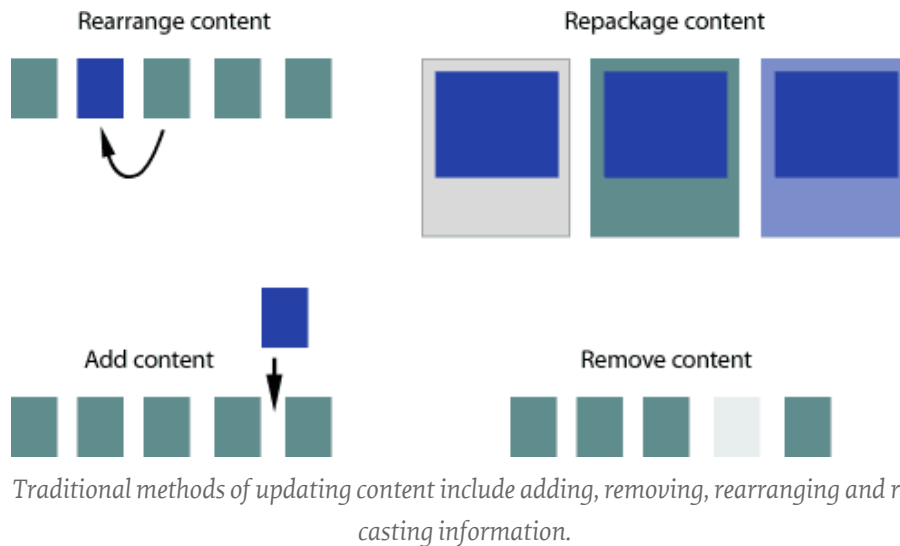 Rearrange content
Repackage content
Add content
Remove content
Traditional methods of updating content include adding, removing, rearranging and
casting information.